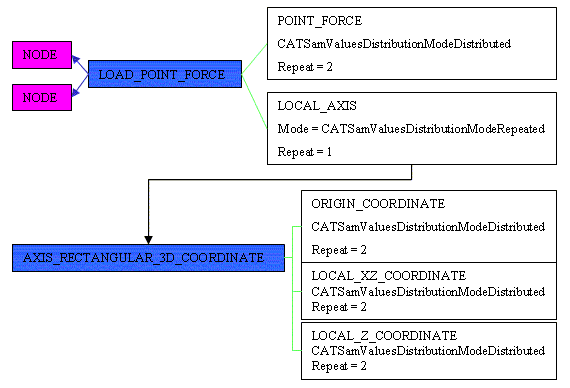 POINT_FORCE
CATSamValuesDistributionModeDistributed
Repeat = 2
NODE
LOAD_POINT_FORCE
NODE
LOCAL_AXIS
Mode = CATSamValuesDistributionModeRepeated
Repeat = 1
ORIGIN_COORDINATE
CATSamValuesDistributionModeDistributed
Repeat = 2
AXIS_RECTANGULAR_3D_COORDINATE
LOCAL_XZ_COORDINATE
CATSamValuesDistributionModeDistributed
Repeat = 2
LOCAL_Z_COORDINATE
CATSamValuesDistributionModeDistributed
Repeat = 2